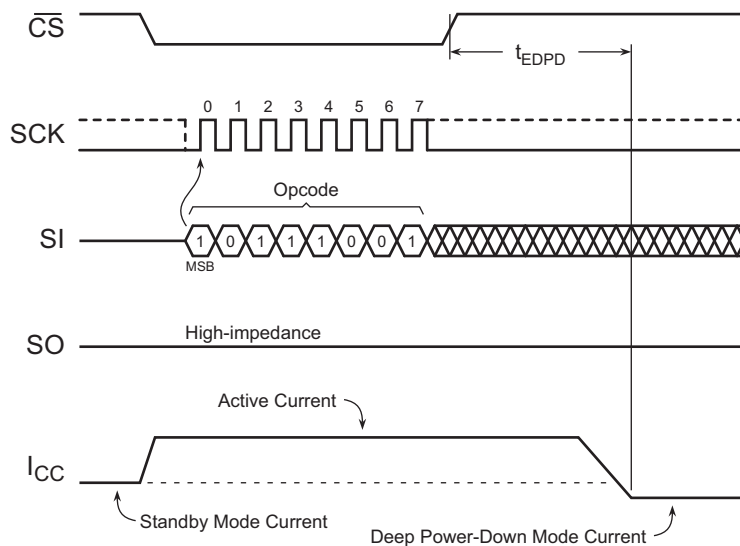 CS
tEDPD
0 1 2 3 4 5 6 7
SCK
Opcode
SI
1 0 1 1 1 0 0 1
MSB
High-impedance
SO
Active Current
ICC
Standby Mode Current
Deep Power-Down Mode Current